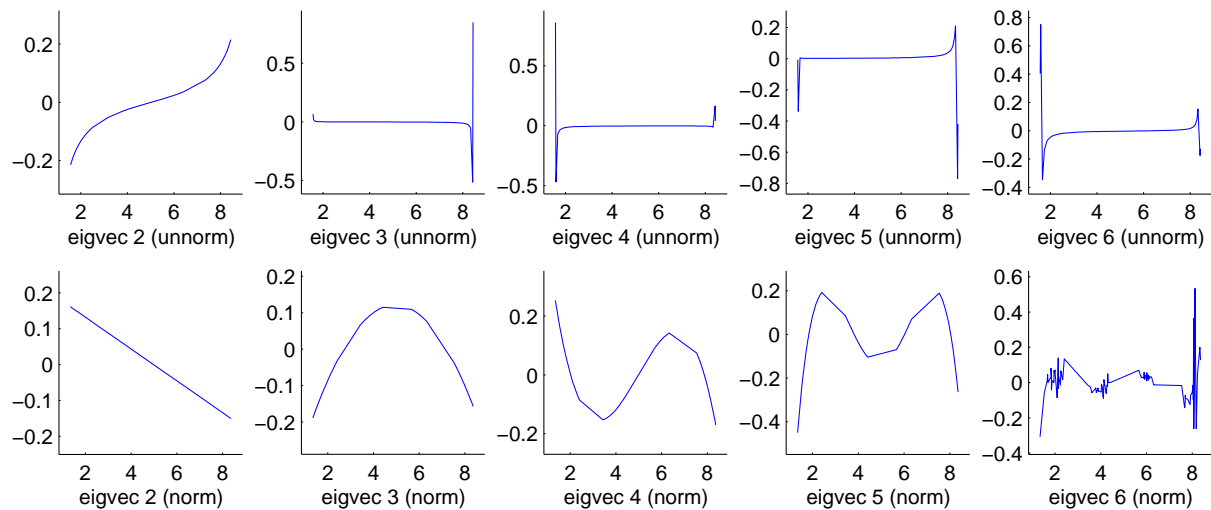 0.2
0
−0.2
2 4 6 8
eigvec 2 (unnorm)
0.5
0
−0.5
2 4 6 8
eigvec 3 (unnorm)
0.5
0
−0.5
2 4 6 8
eigvec 4 (unnorm)
0.2
0
−0.2
−0.4
−0.6
−0.8
2 4 6 8
eigvec 5 (unnorm)
0.8
0.6
0.4
0.2
0
−0.2
−0.4
2 4 6 8
eigvec 6 (unnorm)
0.2
0.1
0
−0.1
−0.2
2 4 6 8
eigvec 2 (norm)
0.2
0.1
0
−0.1
−0.2
2 4 6 8
eigvec 3 (norm)
0.2
0
−0.2
2 4 6 8
eigvec 4 (norm)
0.2
0
−0.2
−0.4
2 4 6 8
eigvec 5 (norm)
0.6
0.4
0.2
0
−0.2
−0.4
2 4 6 8
eigvec 6 (norm)